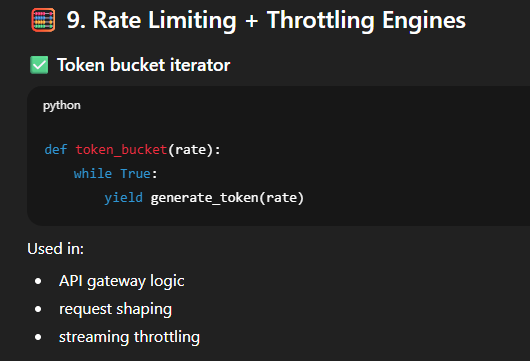 🧮 9. Rate Limiting + Throttling Engines
✅ Token bucket iterator
python
def token_bucket(rate):
    while True:
        yield generate_token(rate)
Used in:
• API gateway logic
• request shaping
• streaming throttling